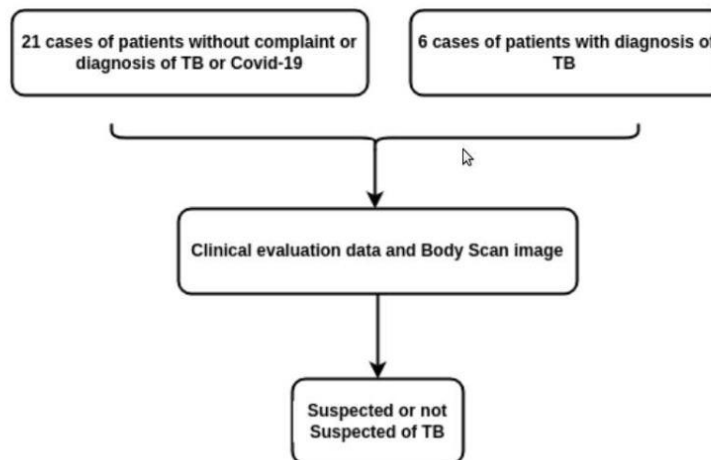 21 cases of patients without complaint or
diagnosis of TB or Covid-19
6 cases of patients with diagnosis of
TB
Clinical evaluation data and Body Scan image
Suspected or not
Suspected of TB